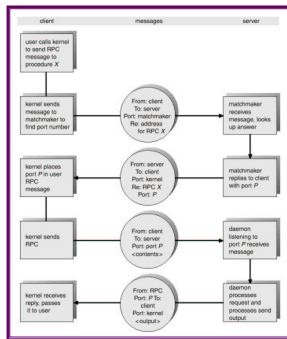 client
messages
server
user calls kernel
to send RPC
message to
procedure X
kernel sends
message to
matchmaker to
find port number
From: client
To: server
Port: matchmaker
Re: address
for RPC X
matchmaker
receives
message, looks
up answer
kernel places
port P in user
RPC
message
From: server
To: client
Port: kernel
Re: RPC X
Port: P
matchmaker
replies to client
with port P
kernel sends
RPC
From: client
To: server
Port: port P
<contents>
daemon
listening to
port P receives
message
kernel receives
reply, passes
it to user
From: RPC
Port: P To:
client
Port: kernel
<output>
daemon
processes
request and
processes send
output